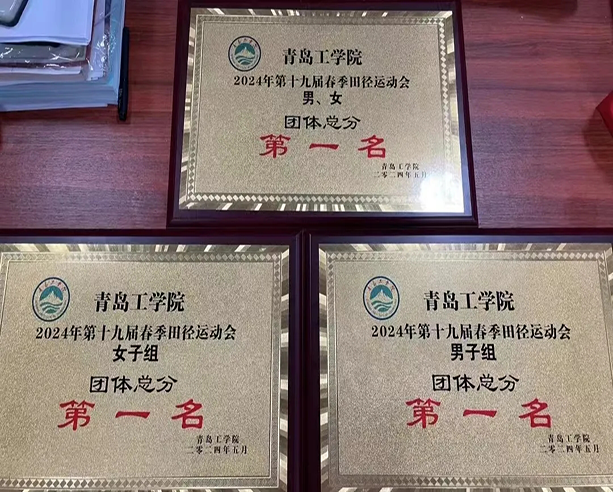 青岛工学院
2024年第十九届春季田径运动会
男、女
团体总分
第一名
青岛工学院
二零二四年五月
青岛工学院
2024年第十九届春季田径运动会
女子组
团体总分
第一名
青岛工学院
二零二四年五月
青岛工学院
2024年第十九届春季田径运动会
男子组
团体总分
第一名
青岛工学院
二零二四年五月